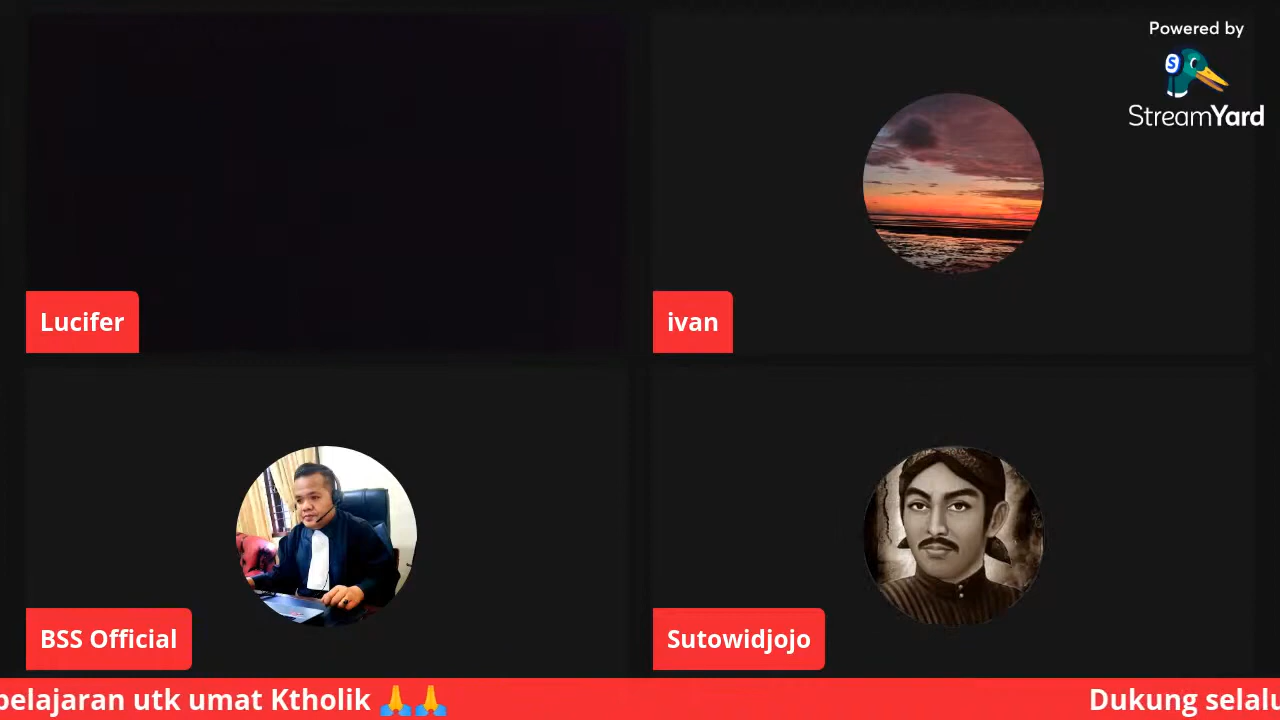 Powered by
StreamYard
Lucifer
ivan
BSS Official
Sutowidjojo
pelajaran utk umat Ktholik 🙏🙏
Dukung selalu